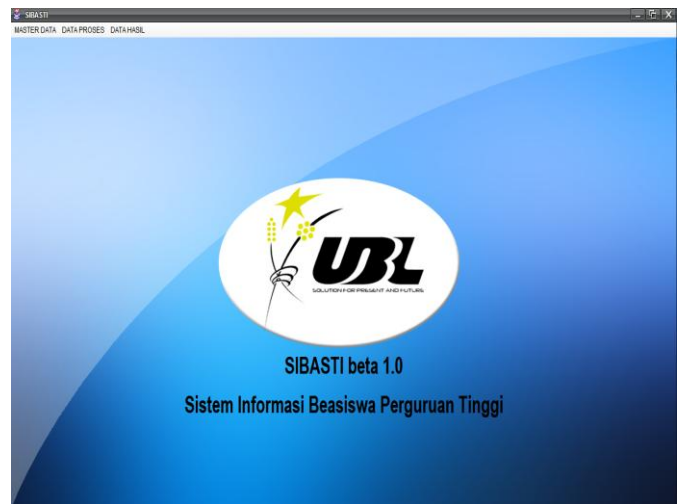 SIBASTI
MASTER DATA DATA PROSES DATA HASIL
UBL
SOLUTION FOR PRESENT AND FUTURE
SIBASTI beta 1.0
Sistem Informasi Beasiswa Perguruan Tinggi